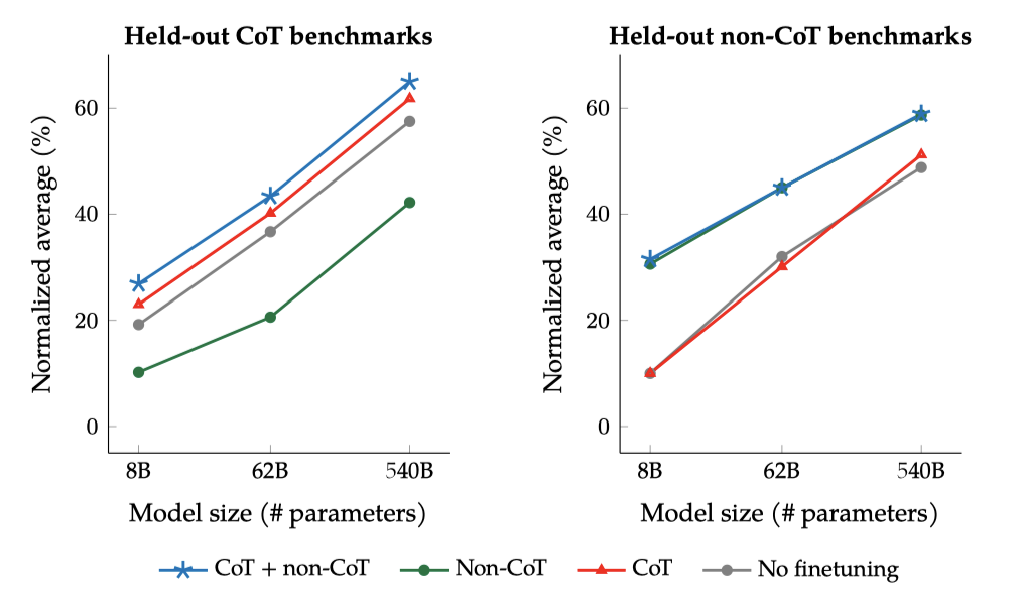 Held-out CoT benchmarks
Normalized average (%)
60
40
20
0
8B
62B
540B
Model size (# parameters)
Held-out non-CoT benchmarks
Normalized average (%)
60
40
20
0
8B
62B
540B
Model size (# parameters)
CoT + non-CoT
Non-CoT
CoT
No finetuning